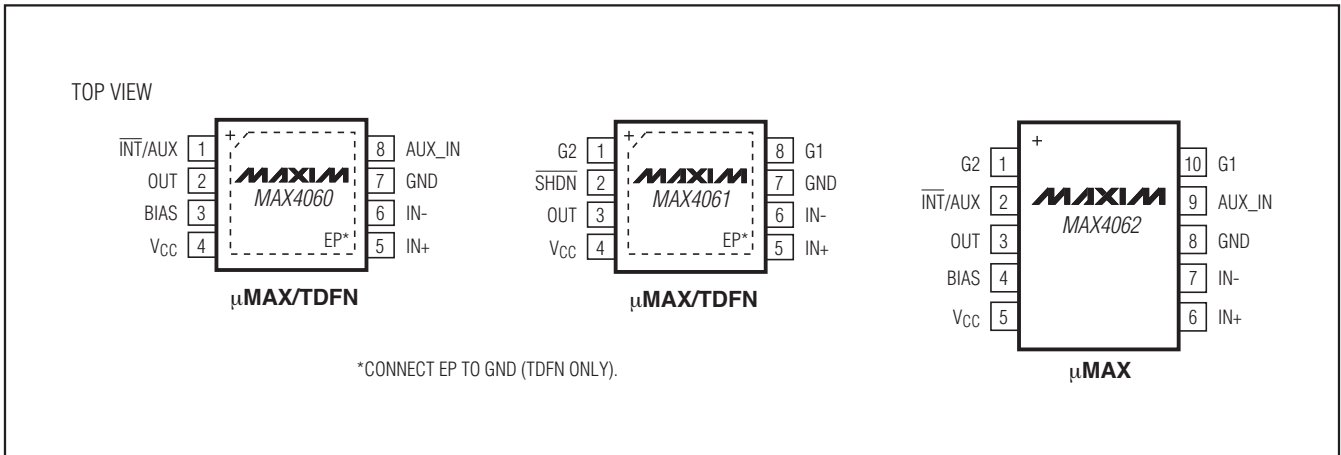 TOP VIEW
INT/AUX 1
OUT 2
BIAS 3
VCC 4
+
MAXIM
MAX4060
EP*
8 AUX_IN
7 GND
6 IN-
5 IN+
µMAX/TDFN
G2 1
SHDN 2
OUT 3
VCC 4
+
MAXIM
MAX4061
EP*
8 G1
7 GND
6 IN-
5 IN+
µMAX/TDFN
G2 1
INT/AUX 2
OUT 3
BIAS 4
VCC 5
+
MAXIM
MAX4062
10 G1
9 AUX_IN
8 GND
7 IN-
6 IN+
µMAX
*CONNECT EP TO GND (TDFN ONLY).